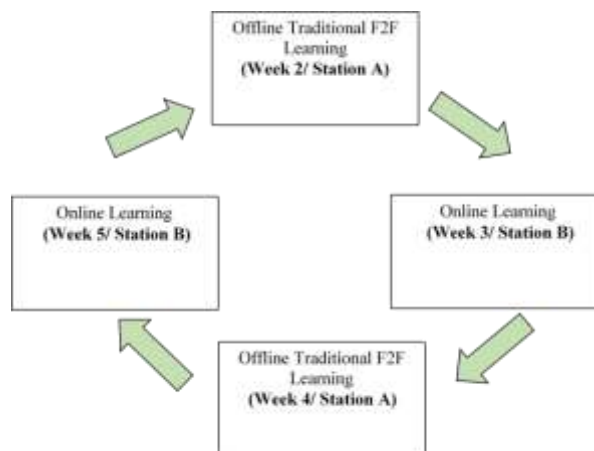 Offline Traditional F2F
Learning
(Week 2/ Station A)
Online Learning
(Week 5/ Station B)
Online Learning
(Week 3/ Station B)
Offline Traditional F2F
Learning
(Week 4/ Station A)